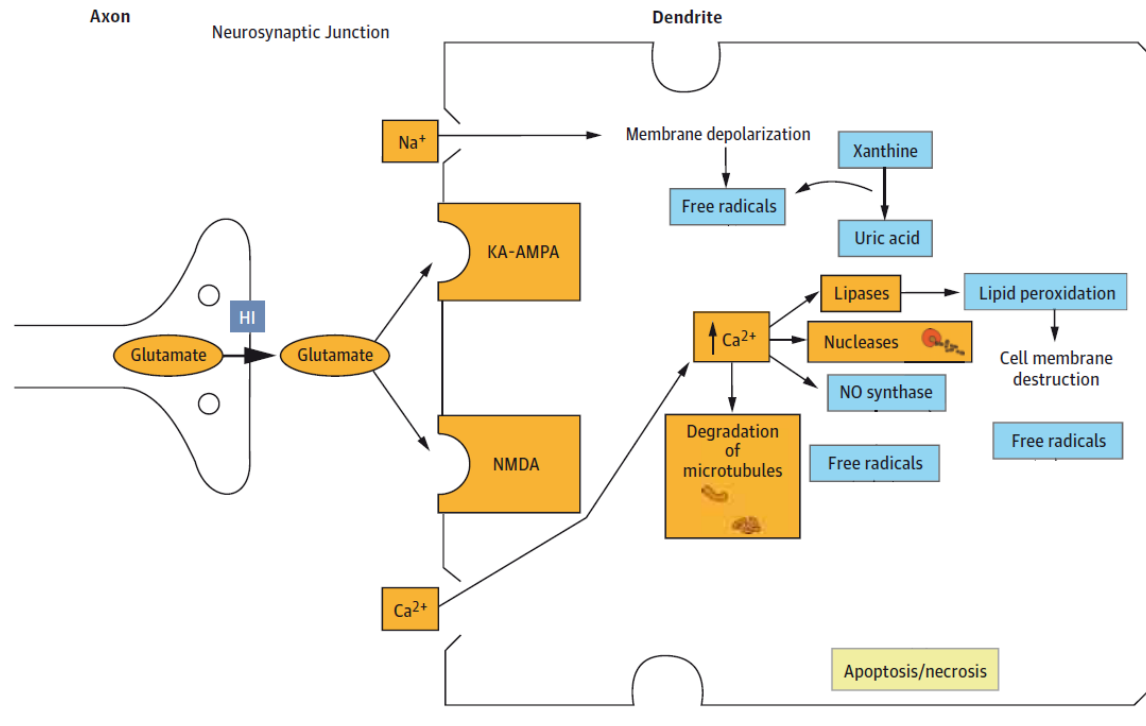 Axon
Neurosynaptic Junction
Dendrite
Na⁺
Membrane depolarization
Xanthine
Free radicals
Uric acid
KA-AMPA
HI
Glutamate
Glutamate
Lipases
Lipid peroxidation
↑ Ca²⁺
Nucleases
Cell membrane
destruction
NO synthase
Degradation
of
microtubules
Free radicals
Free radicals
NMDA
Ca²⁺
Apoptosis/necrosis